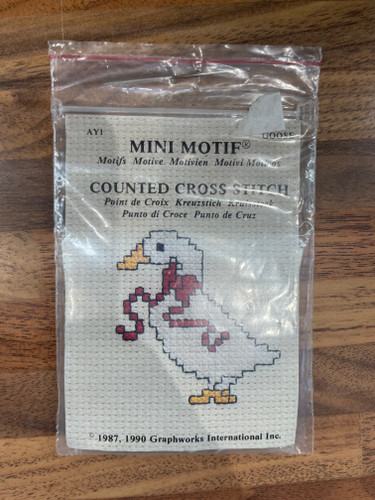 AY1 GOOSE
MINI MOTIF®
Motifs Motive Motivien Motivi Motivos
COUNTED CROSS STITCH
Point de Croix Kreuzstich Kruissteek
Punto di Croce Punto de Cruz
© 1987, 1990 Graphworks International Inc.